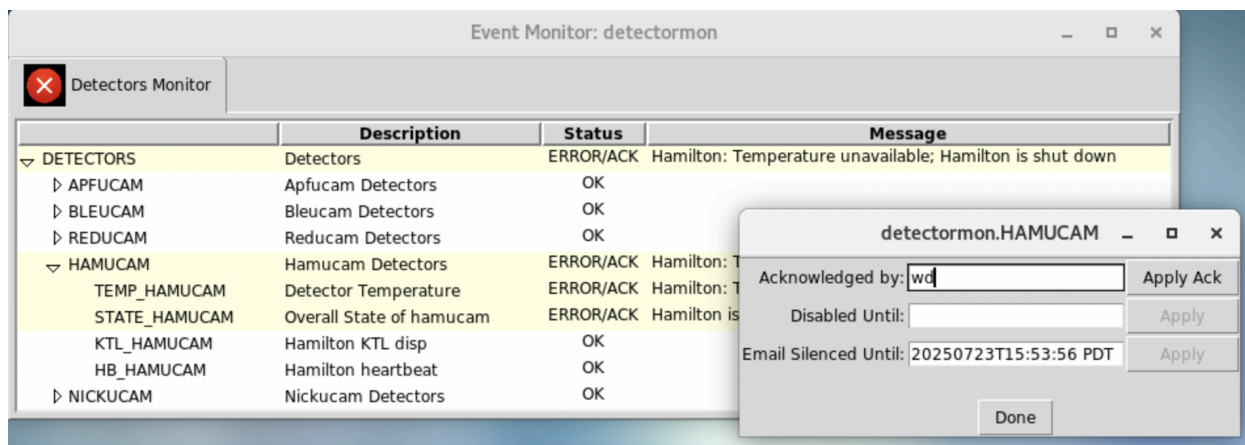 Event Monitor: detectormon
Detectors Monitor
Description Status Message
DETECTORS Detectors ERROR/ACK Hamilton: Temperature unavailable; Hamilton is shut down
APFUCAM Apfucam Detectors OK
BLEUCAM Bleucam Detectors OK
REDUCAM Reducam Detectors OK
HAMUCAM Hamucam Detectors ERROR/ACK Hamilton: T
TEMP_HAMUCAM Detector Temperature ERROR/ACK Hamilton: T
STATE_HAMUCAM Overall State of hamucam ERROR/ACK Hamilton is
KTL_HAMUCAM Hamilton KTL disp OK
HB_HAMUCAM Hamilton heartbeat OK
NICKUCAM Nickucam Detectors OK
detectormon.HAMUCAM
Acknowledged by: wd Apply Ack
Disabled Until: Apply
Email Silenced Until: 20250723T15:53:56 PDT Apply
Done